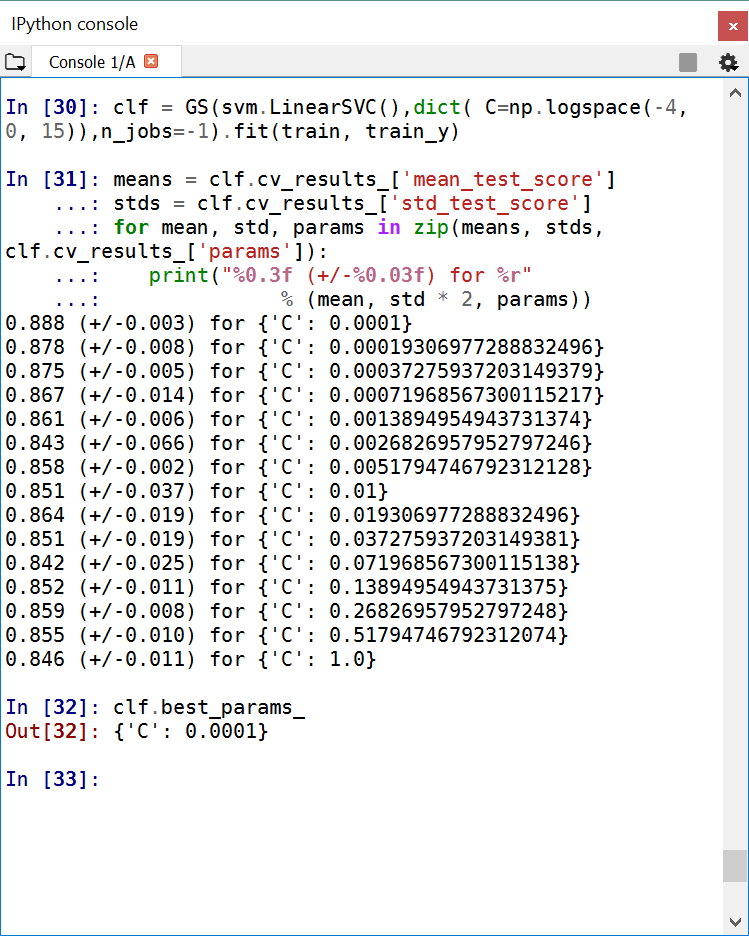 IPython console
Console 1/A
In [30]: clf = GS(svm.LinearSVC(),dict( C=np.logspace(-4,
0, 15)),n_jobs=-1).fit(train, train_y)
In [31]: means = clf.cv_results_['mean_test_score']
...: stds = clf.cv_results_['std_test_score']
...: for mean, std, params in zip(means, stds,
clf.cv_results_['params']):
...:    print("%0.3f (+/-%0.03f) for %r"
...:               % (mean, std * 2, params))
0.888 (+/-0.003) for {'C': 0.0001}
0.878 (+/-0.008) for {'C': 0.00019306977288832496}
0.875 (+/-0.005) for {'C': 0.00037275937203149379}
0.867 (+/-0.014) for {'C': 0.00071968567300115217}
0.861 (+/-0.006) for {'C': 0.0013894954943731374}
0.843 (+/-0.066) for {'C': 0.0026826957952797246}
0.858 (+/-0.002) for {'C': 0.0051794746792312128}
0.851 (+/-0.037) for {'C': 0.01}
0.864 (+/-0.019) for {'C': 0.019306977288832496}
0.851 (+/-0.019) for {'C': 0.037275937203149381}
0.842 (+/-0.025) for {'C': 0.071968567300115138}
0.852 (+/-0.011) for {'C': 0.13894954943731375}
0.859 (+/-0.008) for {'C': 0.26826957952797248}
0.855 (+/-0.010) for {'C': 0.51794746792312074}
0.846 (+/-0.011) for {'C': 1.0}
In [32]: clf.best_params_
Out[32]: {'C': 0.0001}
In [33]: